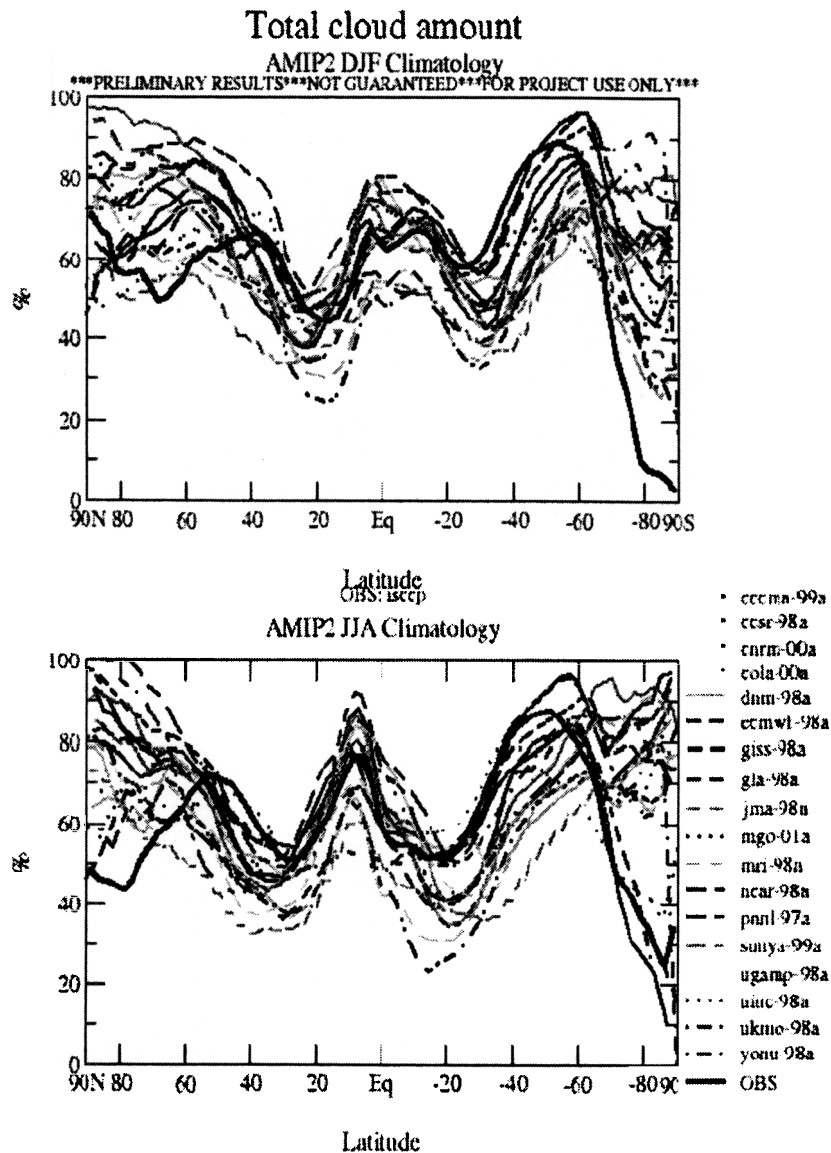 Total cloud amount
AMIP2 DJF Climatology
***PRELIMINARY RESULTS***NOT GUARANTEED***FOR PROJECT USE ONLY***
100
80
60
40
20
0
%
90N 80 60 40 20 Eq -20 -40 -60 -80 90S
Latitude
OBS: isccp
AMIP2 JJA Climatology
100
80
60
40
20
0
%
90N 80 60 40 20 Eq -20 -40 -60 -80 90
Latitude
cccma-99a
ccsr-98a
cnrm-00a
cola-00a
dnm-98a
ecmwf-98a
giss-98a
gla-98a
jma-98a
mgo-01a
mri-98a
ncar-98a
pnnl-97a
sunya-99a
ugamp-98a
uiuc-98a
ukmo-98a
yonu-98a
OBS